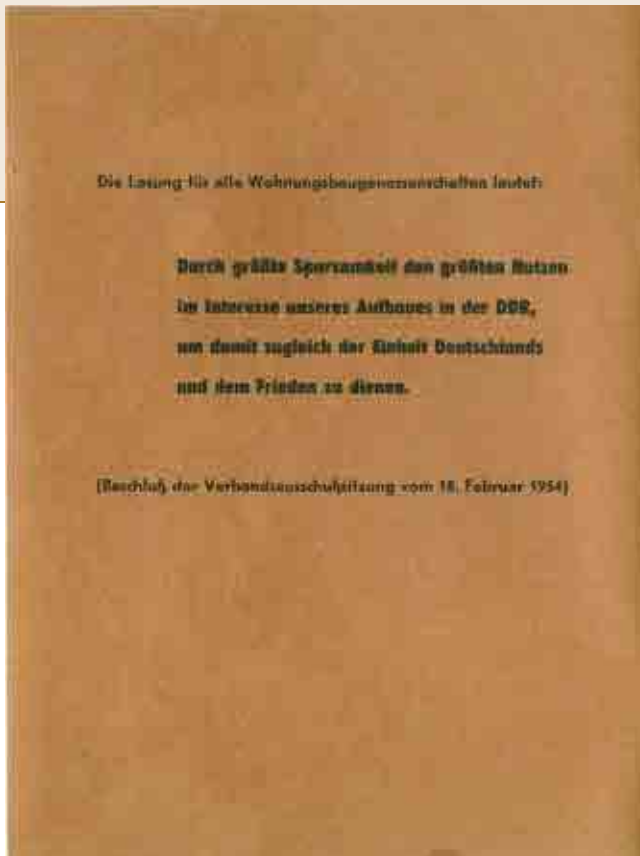 Die Losung für alle Wohnungsbaugenossenschaften lautet:
Durch größte Sparsamkeit den größten Nutzen
im Interesse unseres Aufbaues in der DDR,
um damit zugleich der Einheit Deutschlands
und dem Frieden zu dienen.
(Beschluß der Verbandsausschußsitzung vom 18. Februar 1954)